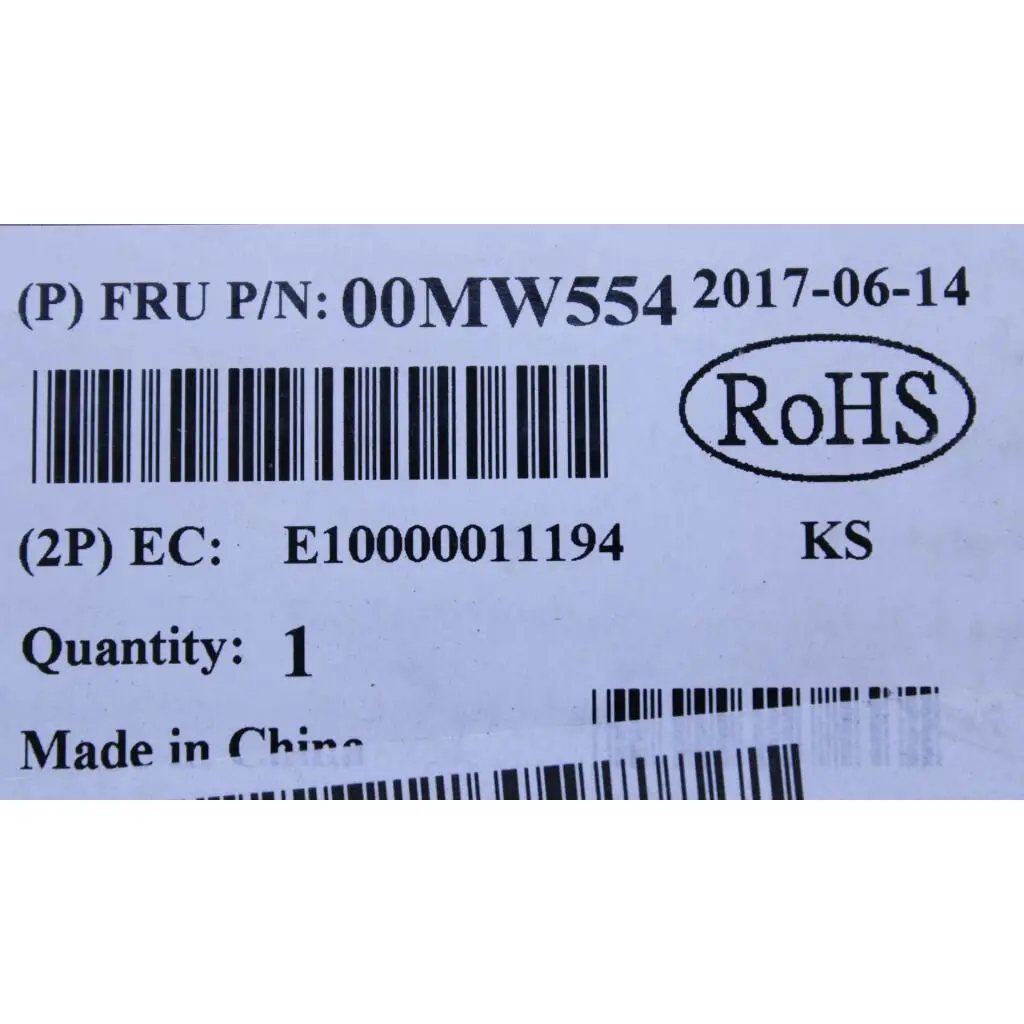 (P) FRU P/N: 00MW554 2017-06-14
RoHS
(2P) EC: E10000011194 KS
Quantity: 1
Made in China